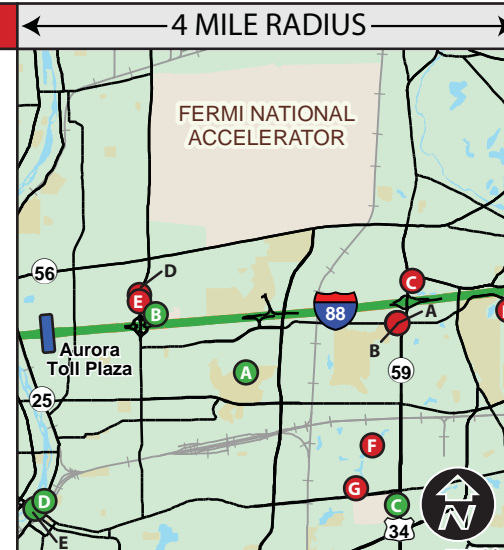 4 MILE RADIUS
FERMI NATIONAL
ACCELERATOR
56
D
E
B
C
88
A
B
Aurora
Toll Plaza
A
59
25
F
G
D
C
E
34
N